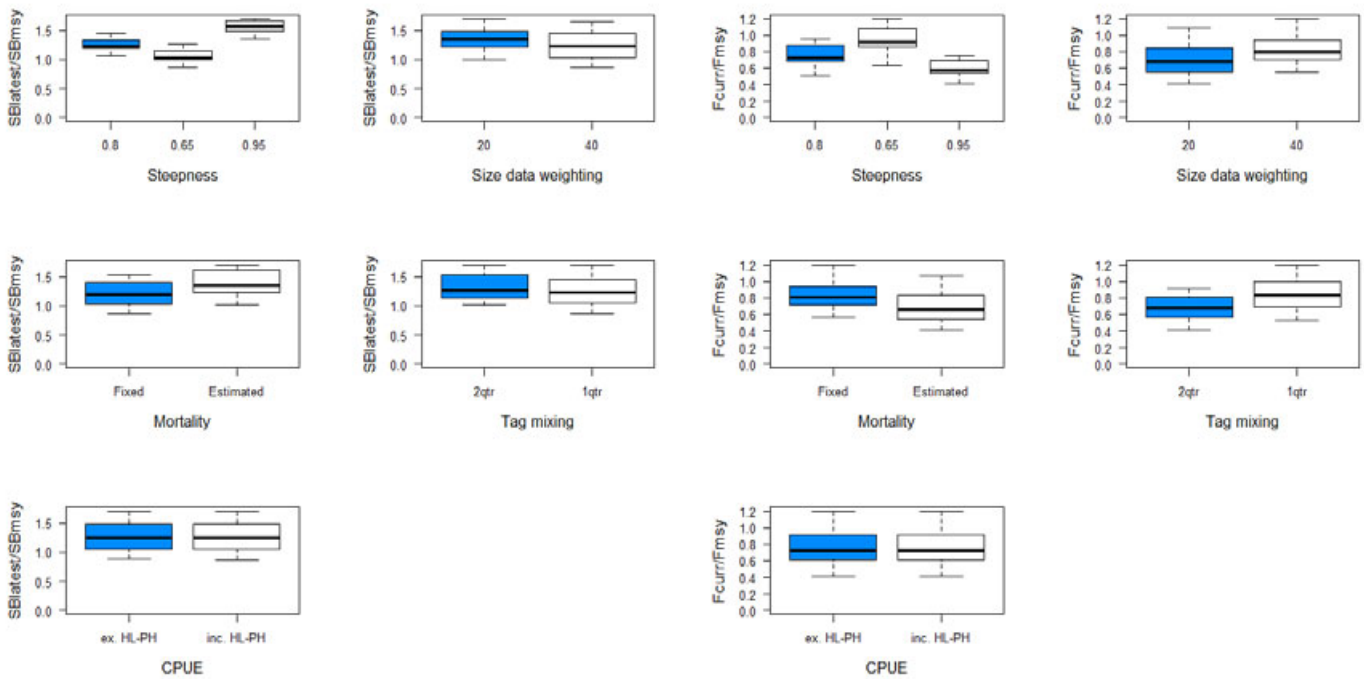 SBlatest/SBmsy
1.5
1.0
0.5
0.0
0.8 0.65 0.95
Steepness
SBlatest/SBmsy
1.5
1.0
0.5
0.0
20 40
Size data weighting
Fcurr/Fmsy
1.2
1.0
0.8
0.6
0.4
0.2
0.0
0.8 0.65 0.95
Steepness
Fcurr/Fmsy
1.2
1.0
0.8
0.6
0.4
0.2
0.0
20 40
Size data weighting
SBlatest/SBmsy
1.5
1.0
0.5
0.0
Fixed Estimated
Mortality
SBlatest/SBmsy
1.5
1.0
0.5
0.0
2qtr 1qtr
Tag mixing
Fcurr/Fmsy
1.2
1.0
0.8
0.6
0.4
0.2
0.0
Fixed Estimated
Mortality
Fcurr/Fmsy
1.2
1.0
0.8
0.6
0.4
0.2
0.0
2qtr 1qtr
Tag mixing
SBlatest/SBmsy
1.5
1.0
0.5
0.0
ex. HL-PH inc. HL-PH
CPUE
Fcurr/Fmsy
1.2
1.0
0.8
0.6
0.4
0.2
0.0
ex. HL-PH inc. HL-PH
CPUE